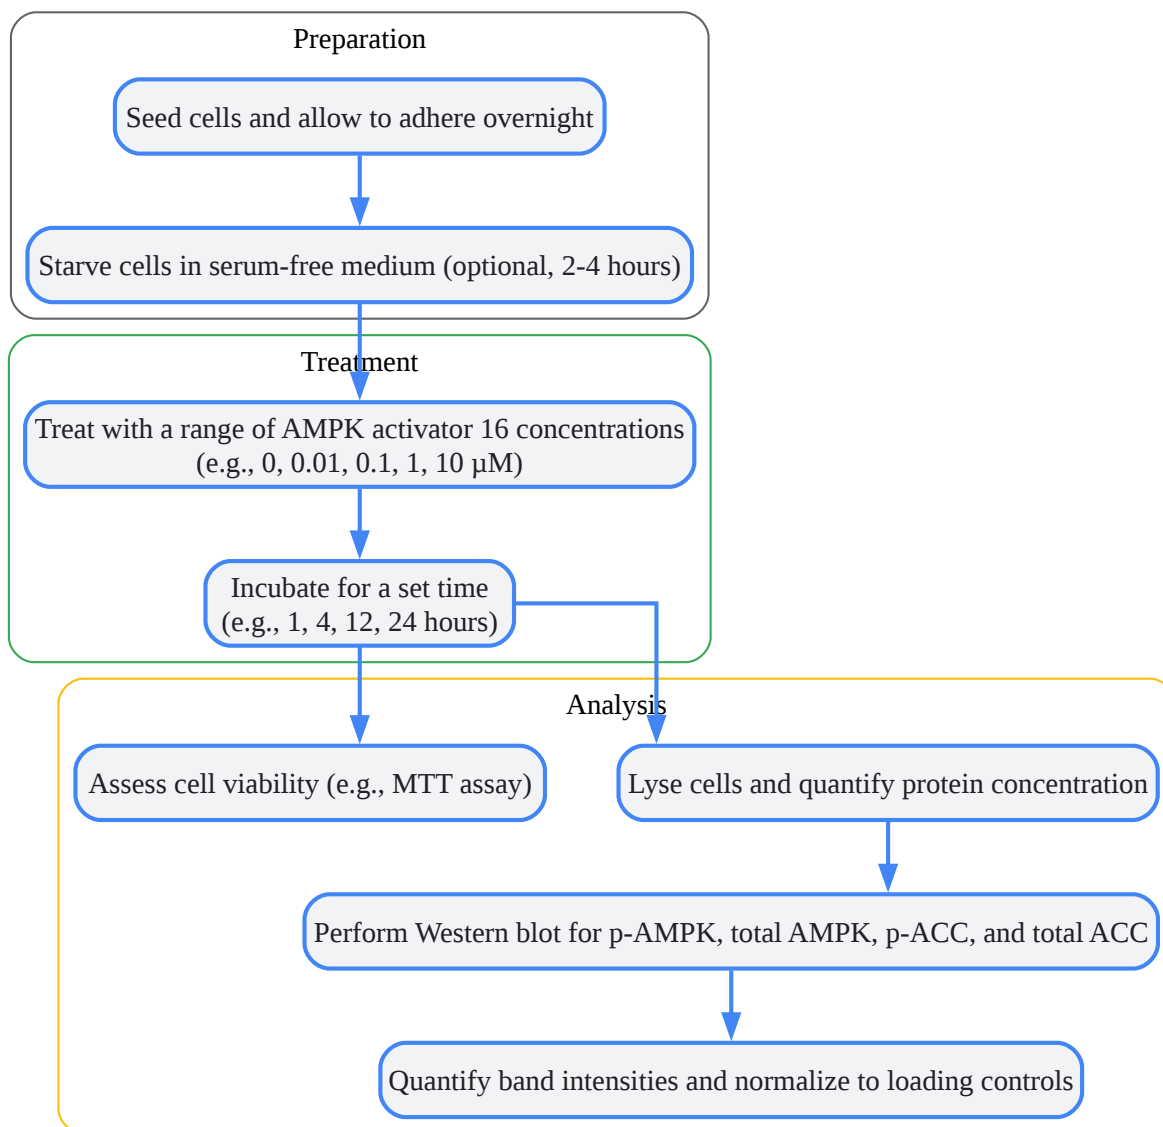 Preparation
Seed cells and allow to adhere overnight
Starve cells in serum-free medium (optional, 2-4 hours)
Treatment
Treat with a range of AMPK activator 16 concentrations
(e.g., 0, 0.01, 0.1, 1, 10 µM)
Incubate for a set time
(e.g., 1, 4, 12, 24 hours)
Analysis
Assess cell viability (e.g., MTT assay)
Lyse cells and quantify protein concentration
Perform Western blot for p-AMPK, total AMPK, p-ACC, and total ACC
Quantify band intensities and normalize to loading controls